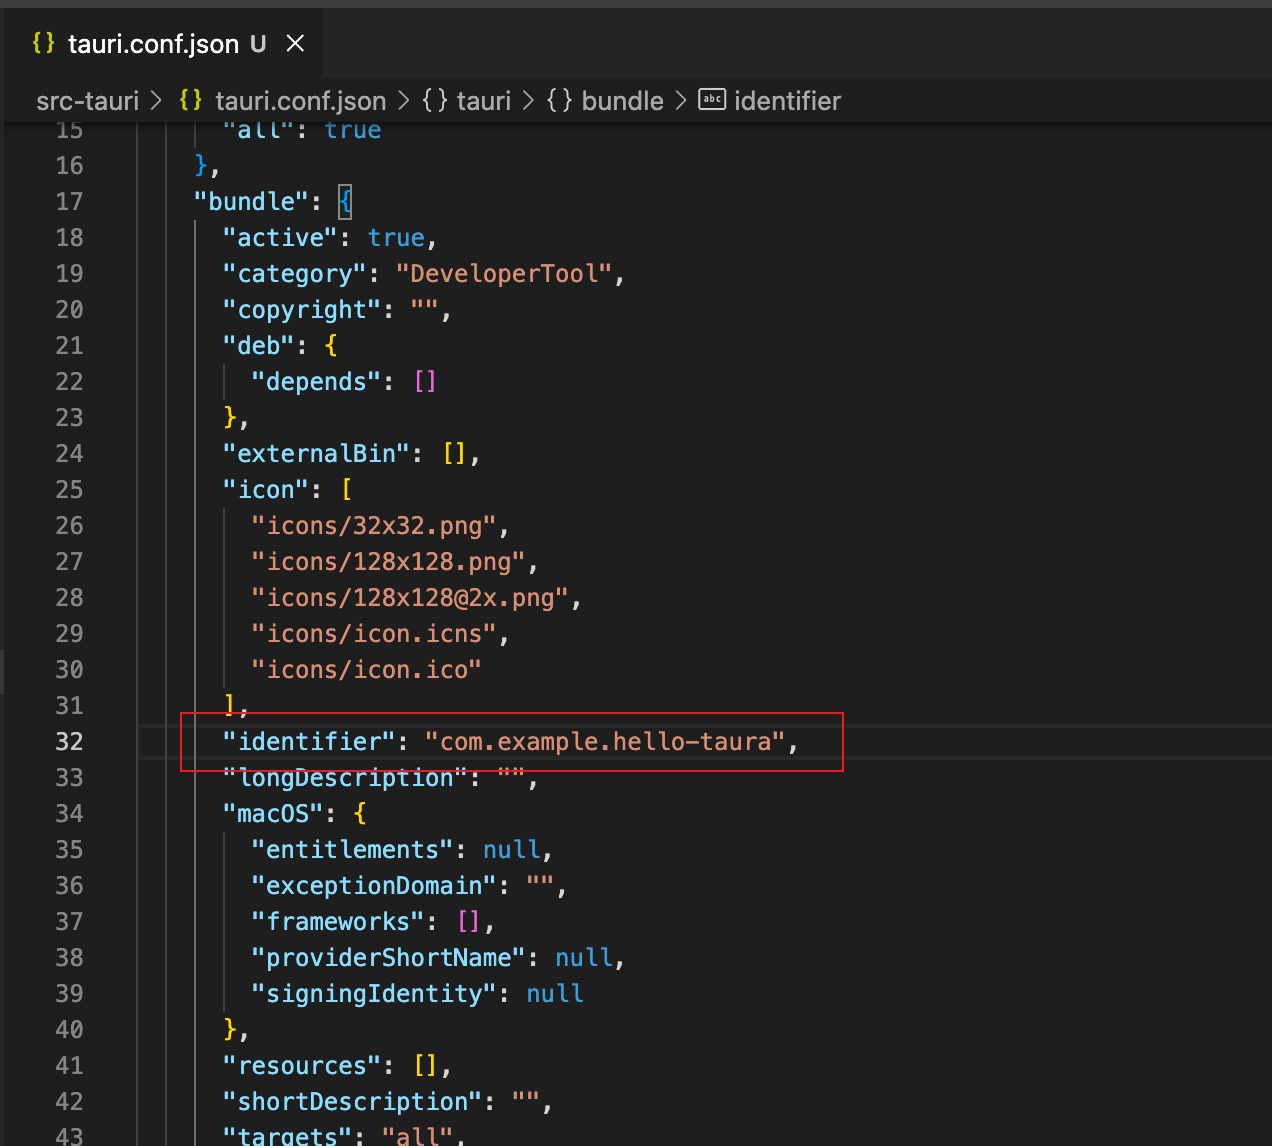 {} tauri.conf.json U ×
src-tauri > {} tauri.conf.json > {} tauri > {} bundle > abc identifier
15 "all": true
16 },
17 "bundle": {
18 "active": true,
19 "category": "DeveloperTool",
20 "copyright": "",
21 "deb": {
22 "depends": []
23 },
24 "externalBin": [],
25 "icon": [
26 "icons/32x32.png",
27 "icons/128x128.png",
28 "icons/128x128@2x.png",
29 "icons/icon.icns",
30 "icons/icon.ico"
31 ],
32 "identifier": "com.example.hello-taura",
33 "longDescription": "",
34 "macOS": {
35 "entitlements": null,
36 "exceptionDomain": "",
37 "frameworks": [],
38 "providerShortName": null,
39 "signingIdentity": null
40 },
41 "resources": [],
42 "shortDescription": "",
43 "targets": "all",